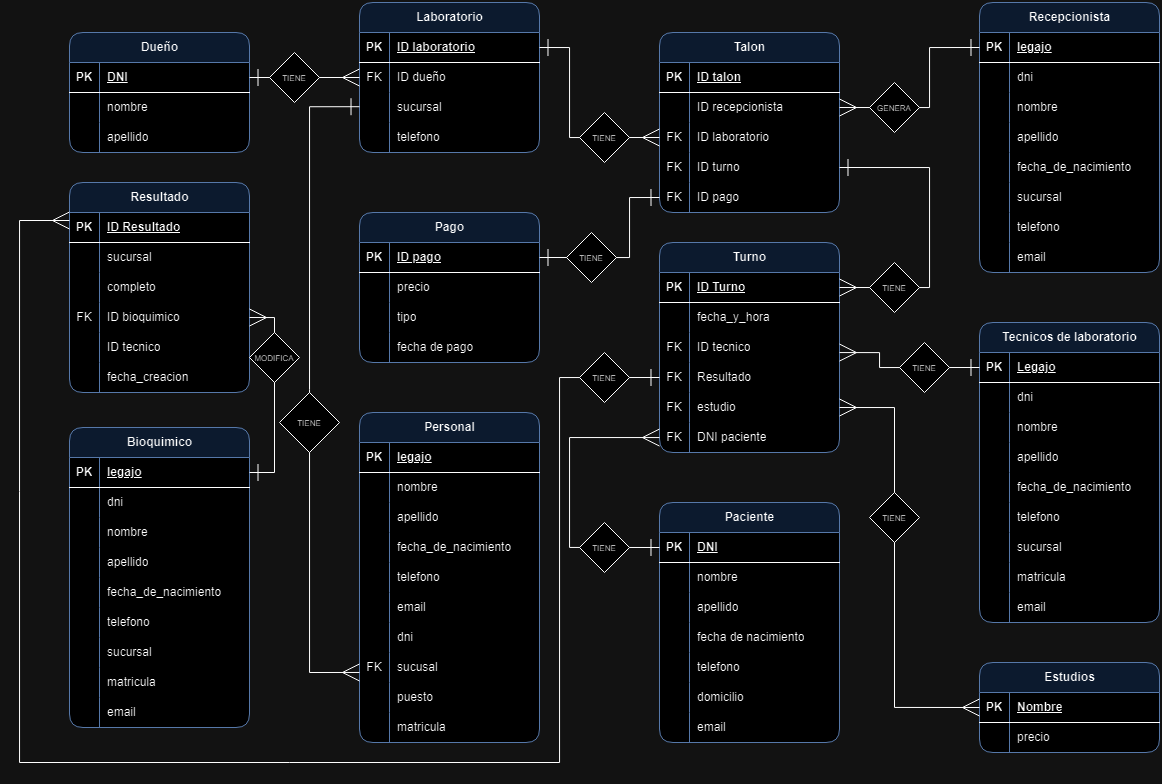 Dueño
PK DNI
nombre
apellido
TIENE
Laboratorio
PK ID laboratorio
FK ID dueño
sucursal
telefono
TIENE
Talon
PK ID talon
ID recepcionista
FK ID laboratorio
FK ID turno
FK ID pago
GENERA
Recepcionista
PK legajo
dni
nombre
apellido
fecha_de_nacimiento
sucursal
telefono
email
Resultado
PK ID Resultado
sucursal
completo
FK ID bioquimico
ID tecnico
fecha_creacion
MODIFICA
TIENE
Pago
PK ID pago
precio
tipo
fecha de pago
TIENE
Turno
PK ID Turno
fecha_y_hora
FK ID tecnico
FK Resultado
FK estudio
FK DNI paciente
TIENE
TIENE
TIENE
Tecnicos de laboratorio
PK Legajo
dni
nombre
apellido
fecha_de_nacimiento
telefono
sucursal
matricula
email
Bioquimico
PK legajo
dni
nombre
apellido
fecha_de_nacimiento
telefono
sucursal
matricula
email
Personal
PK legajo
nombre
apellido
fecha_de_nacimiento
telefono
email
dni
FK sucusal
puesto
matricula
TIENE
Paciente
PK DNI
nombre
apellido
fecha de nacimiento
telefono
domicilio
email
TIENE
Estudios
PK Nombre
precio